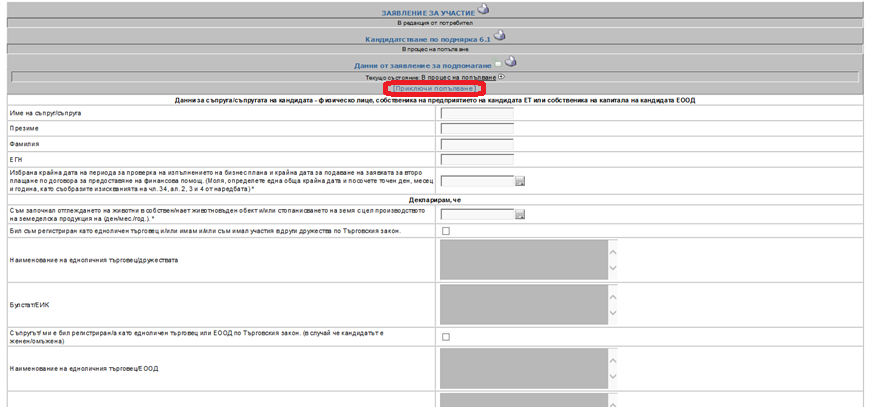 ЗАЯВЛЕНИЕ ЗА УЧАСТИЕ
В редакция от потребител
Кандидатстване по подмярка 6.1
В процес на попълване
Данни от заявление за подпомагане
Текущо състояние: В процес на попълване
[Приключи попълване]
Данни за съпруга/съпругата на кандидата - физическо лице, собственика на предприятието на кандидата ЕТ или собственика на капитала на кандидата ЕООД
Име на съпруг/съпруга
Презиме
Фамилия
ЕГН
Избрана крайна дата на периода за проверка на изпълнението на бизнес плана и крайна дата за подаване на заявката за второ
плащане по договора за предоставяне на финансова помощ. (Моля, определете една обща крайна дата и посочете точен ден, месец
и година, като съобразите изискванията на чл. 34, ал. 2, 3 и 4 от наредбата) *
Декларирам, че
Съм започнал отглеждането на животни в собствен/нает животновъден обект и/или стопанисването на земя с цел производството
на земеделска продукция на (ден/мес./год.) *
Бил съм регистриран като едноличен търговец и/или имам и/или съм имал участия в други дружества по Търговския закон.
Наименование на едноличния търговец/дружествата
Булстат/ЕИК
Съпругът/ ми е бил регистриран/а като едноличен търговец или ЕООД по Търговския закон. (в случай че кандидатът е
женен/омъжена)
Наименование на едноличния търговец/ЕООД